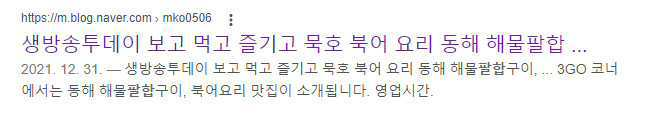 https://m.blog.naver.com › mko0506
생방송투데이 보고 먹고 즐기고 묵호 북어 요리 동해 해물팔합 ...
2021. 12. 31. — 생방송투데이 보고 먹고 즐기고 묵호 북어 요리 동해 해물팔합구이, ... 3GO 코너
에서는 동해 해물팔합구이, 북어요리 맛집이 소개됩니다. 영업시간.